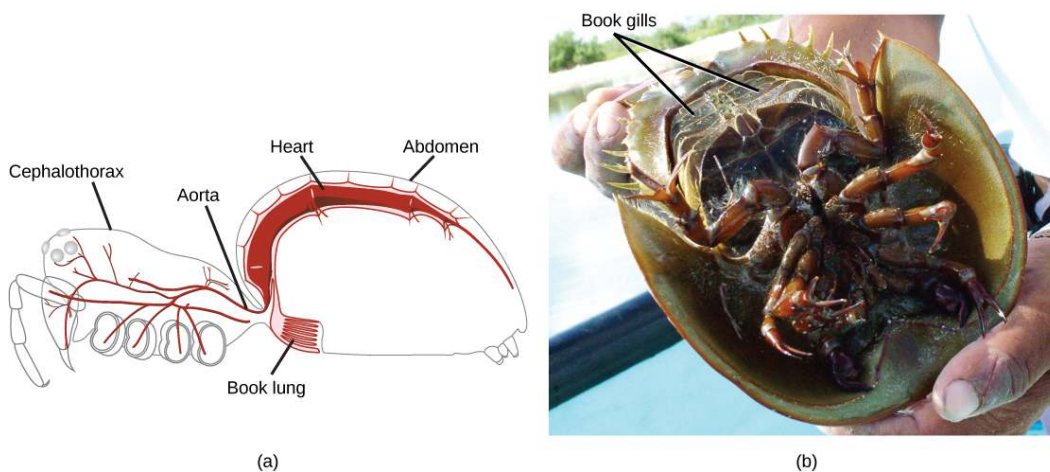 Book gills
Heart
Abdomen
Cephalothorax
Aorta
Book lung
(a)
(b)